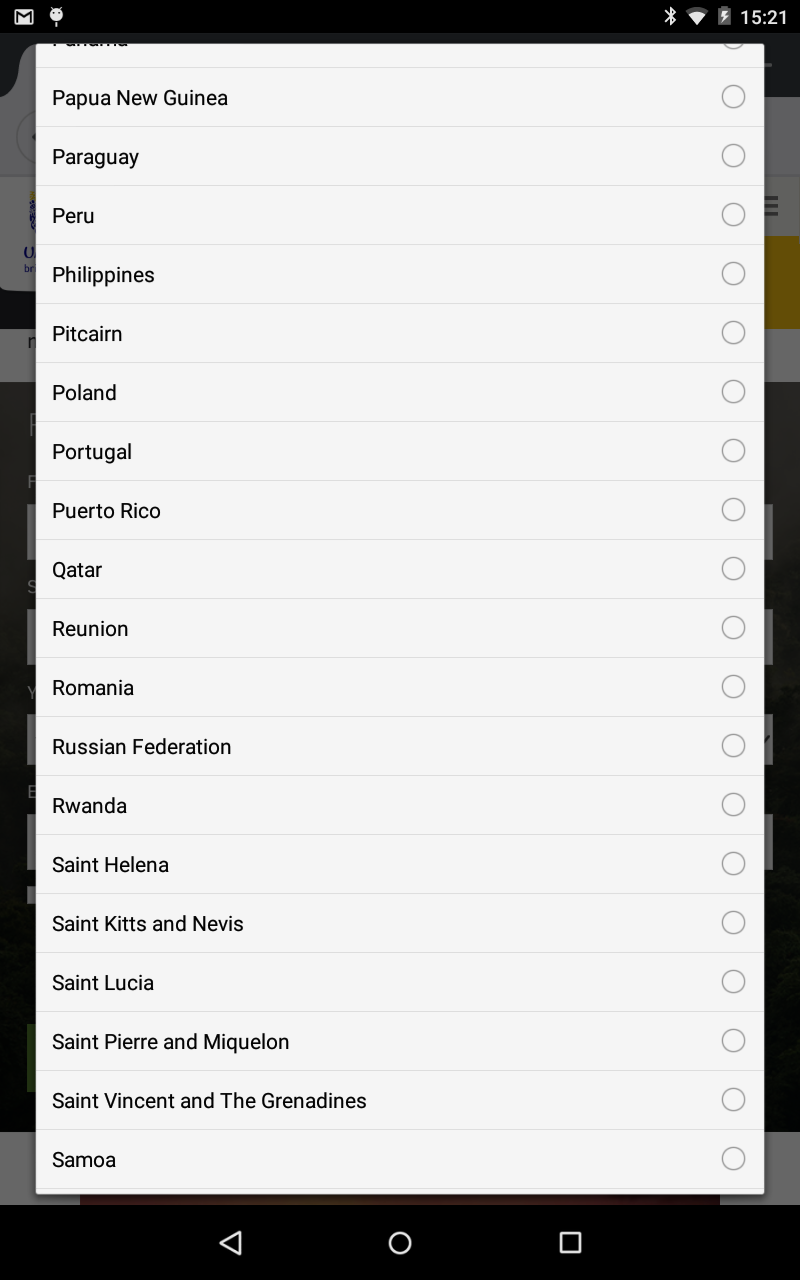 15:21
Panama
Papua New Guinea
Paraguay
Peru
Philippines
Pitcairn
Poland
Portugal
Puerto Rico
Qatar
Reunion
Romania
Russian Federation
Rwanda
Saint Helena
Saint Kitts and Nevis
Saint Lucia
Saint Pierre and Miquelon
Saint Vincent and The Grenadines
Samoa